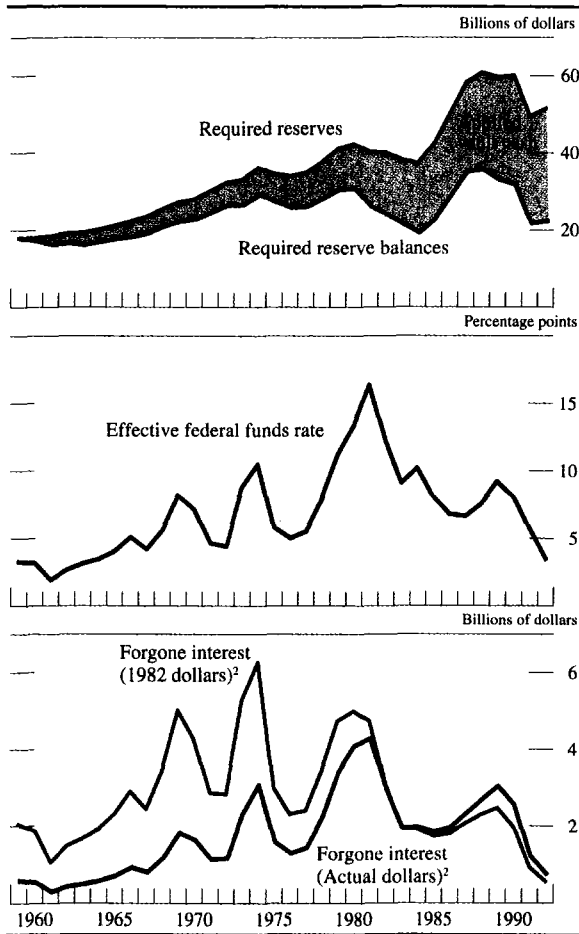 Billions of dollars
60
Required reserves
40
Required reserve balances
20
Percentage points
15
Effective federal funds rate
10
5
Billions of dollars
Forgone interest
(1982 dollars)²
6
4
2
Forgone interest
(Actual dollars)²
1960 1965 1970 1975 1980 1985 1990